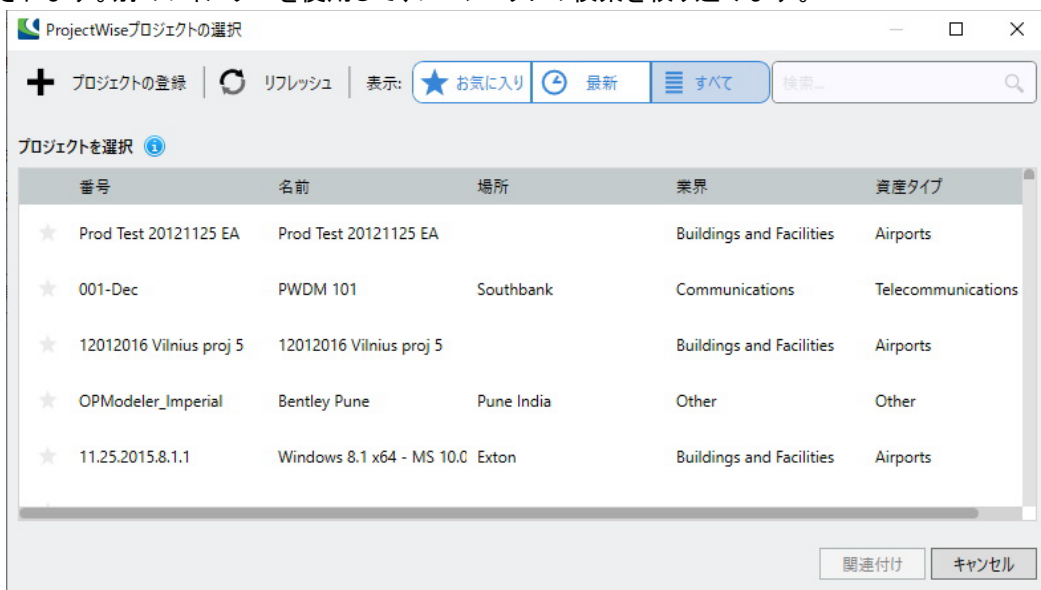 ProjectWiseプロジェクトの選択
プロジェクトの登録 リフレッシュ 表示: お気に入り 最新 すべて 検索...
プロジェクトを選択
番号 名前 場所 業界 資産タイプ
Prod Test 20121125 EA Prod Test 20121125 EA Buildings and Facilities Airports
001-Dec PWDM 101 Southbank Communications Telecommunications
12012016 Vilnius proj 5 12012016 Vilnius proj 5 Buildings and Facilities Airports
OPModeler_Imperial Bentley Pune Pune India Other Other
11.25.2015.8.1.1 Windows 8.1 x64 - MS 10.0 Exton Buildings and Facilities Airports
関連付け キャンセル